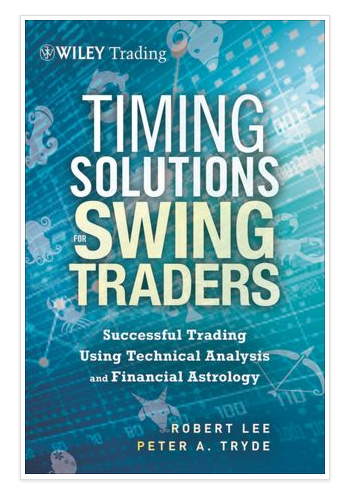 WILEY Trading
TIMING
SOLUTIONS
FOR SWING
TRADERS
Successful Trading
Using Technical Analysis
and Financial Astrology
ROBERT LEE
PETER A. TRYDE